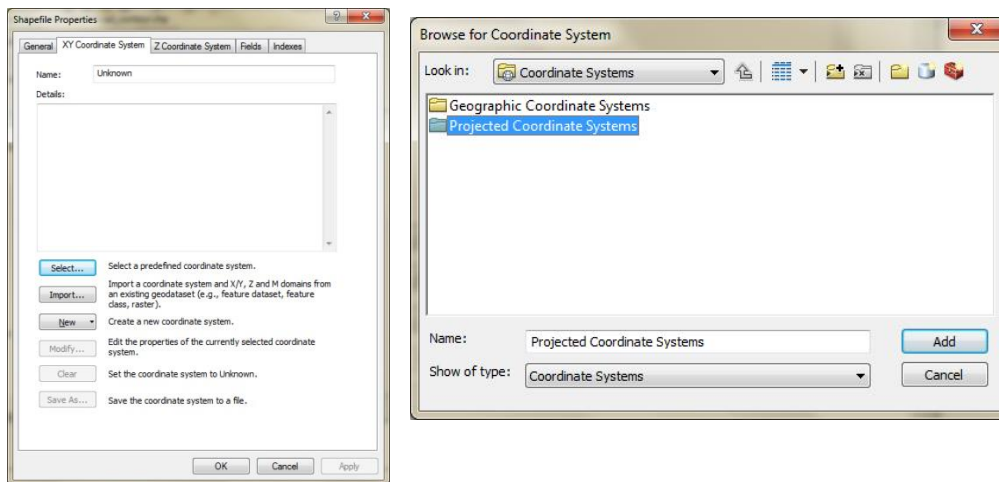 Shapefile Properties
General XY Coordinate System Z Coordinate System Fields Indexes
Name: Unknown
Details:
Select... Select a predefined coordinate system.
Import... Import a coordinate system and X/Y, Z and M domains from
an existing geodataset (e.g., feature dataset, feature
class, raster).
New Create a new coordinate system.
Modify... Edit the properties of the currently selected coordinate
system.
Clear Set the coordinate system to Unknown.
Save As... Save the coordinate system to a file.
OK Cancel Apply
Browse for Coordinate System
Look in: Coordinate Systems
Geographic Coordinate Systems
Projected Coordinate Systems
Name: Projected Coordinate Systems Add
Show of type: Coordinate Systems Cancel